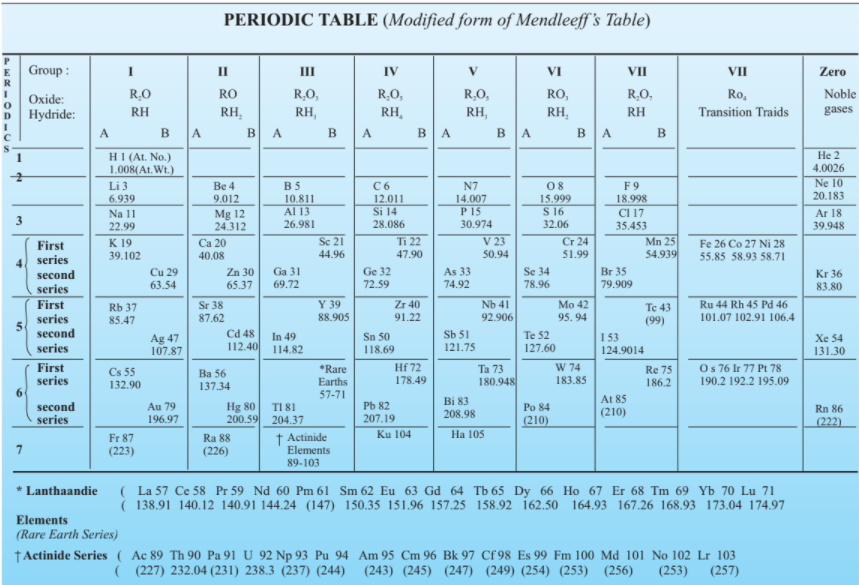 PERIODIC TABLE (Modified form of Mendleeff's Table)
PERIODICS
Group : I II III IV V VI VII VII Zero
Oxide: R₂O RO R₂O₃ R₂O₅ R₂O₅ RO₃ R₂O₇ Ro₄ Noble
Hydride: RH RH₂ RH₃ RH₄ RH₃ RH₂ RH Transition Traids gases
A B A B A B A B A B A B A B
1 H 1 (At. No.) He 2
1.008(At.Wt.) 4.0026
2 Li 3 Be 4 B 5 C 6 N7 O 8 F 9 Ne 10
6.939 9.012 10.811 12.011 14.007 15.999 18.998 20.183
3 Na 11 Mg 12 Al 13 Si 14 P 15 S 16 Cl 17 Ar 18
22.99 24.312 26.981 28.086 30.974 32.06 35.453 39.948
4 First series K 19 Ca 20 Sc 21 Ti 22 V 23 Cr 24 Mn 25 Fe 26 Co 27 Ni 28
39.102 40.08 44.96 47.90 50.94 51.99 54.939 55.85 58.93 58.71
second series Cu 29 Zn 30 Ga 31 Ge 32 As 33 Se 34 Br 35 Kr 36
63.54 65.37 69.72 72.59 74.92 78.96 79.909 83.80
5 First series Rb 37 Sr 38 Y 39 Zr 40 Nb 41 Mo 42 Tc 43 Ru 44 Rh 45 Pd 46
85.47 87.62 88.905 91.22 92.906 95. 94 (99) 101.07 102.91 106.4
second series Ag 47 Cd 48 In 49 Sn 50 Sb 51 Te 52 I 53 Xe 54
107.87 112.40 114.82 118.69 121.75 127.60 124.9014 131.30
6 First series Cs 55 Ba 56 *Rare Earths 57-71 Hf 72 Ta 73 W 74 Re 75 O s 76 Ir 77 Pt 78
132.90 137.34 178.49 180.948 183.85 186.2 190.2 192.2 195.09
second series Au 79 Hg 80 Tl 81 Pb 82 Bi 83 Po 84 At 85 Rn 86
196.97 200.59 204.37 207.19 208.98 (210) (210) (222)
7 Fr 87 Ra 88 † Actinide Elements 89-103 Ku 104 Ha 105
(223) (226)
* Lanthaandie ( La 57 Ce 58 Pr 59 Nd 60 Pm 61 Sm 62 Eu 63 Gd 64 Tb 65 Dy 66 Ho 67 Er 68 Tm 69 Yb 70 Lu 71
( 138.91 140.12 140.91 144.24 (147) 150.35 151.96 157.25 158.92 162.50 164.93 167.26 168.93 173.04 174.97
Elements
(Rare Earth Series)
† Actinide Series ( Ac 89 Th 90 Pa 91 U 92 Np 93 Pu 94 Am 95 Cm 96 Bk 97 Cf 98 Es 99 Fm 100 Md 101 No 102 Lr 103
( (227) 232.04 (231) 238.3 (237) (244) (243) (245) (247) (249) (254) (253) (256) (253) (257)